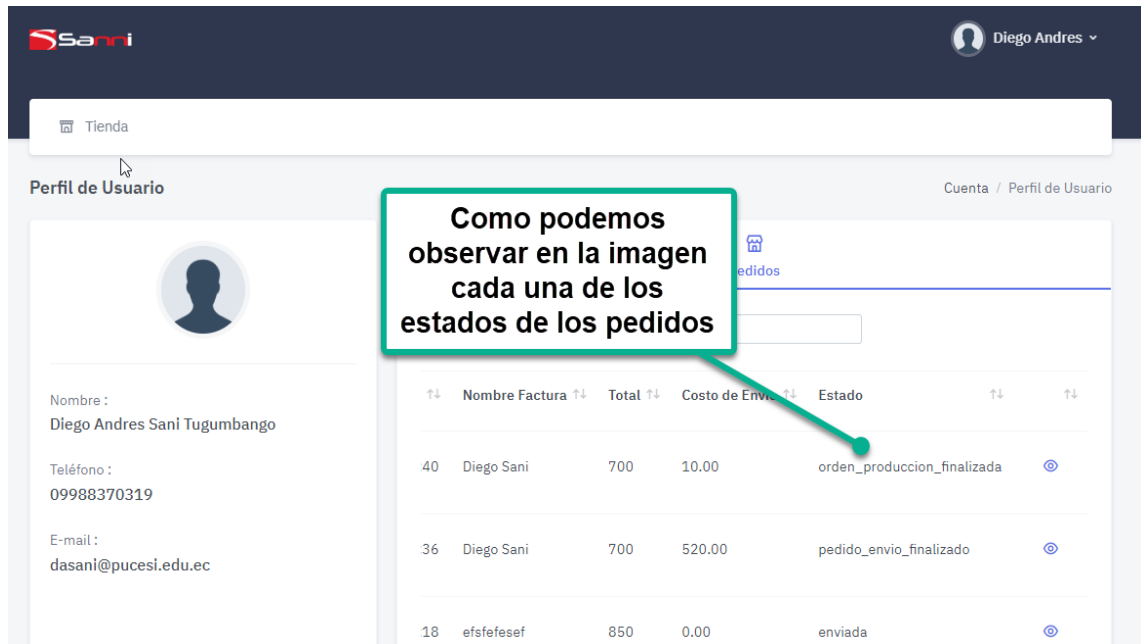 Sanni
Diego Andres
Tienda
Perfil de Usuario
Cuenta / Perfil de Usuario
Como podemos
observar en la imagen
cada una de los
estados de los pedidos
edidos
Nombre :
Diego Andres Sani Tugumbango
Teléfono :
09988370319
E-mail :
dasani@pucesi.edu.ec
Nombre Factura Total Costo de Envío Estado
40 Diego Sani 700 10.00 orden_produccion_finalizada
36 Diego Sani 700 520.00 pedido_envio_finalizado
18 efsfefesef 850 0.00 enviada